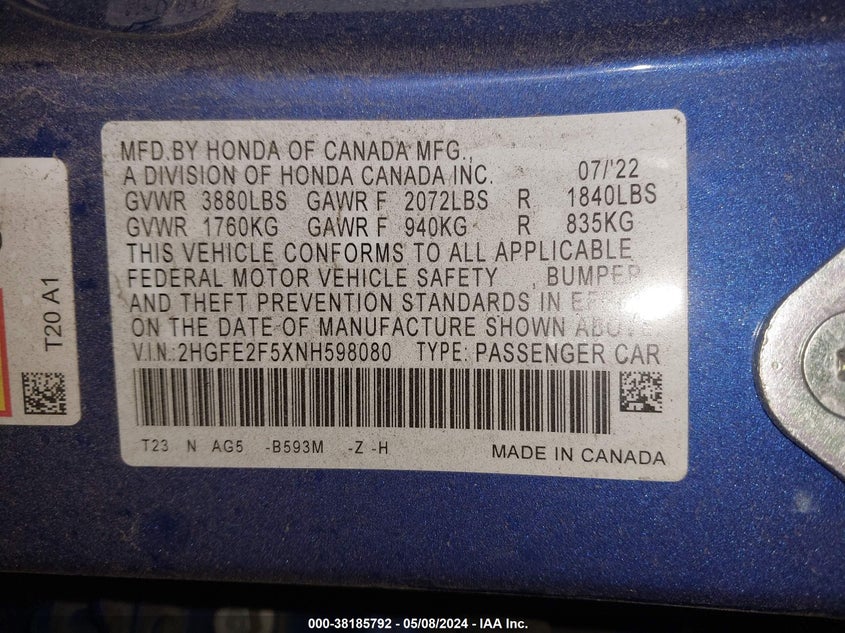 MFD.BY HONDA OF CANADA MFG.,
A DIVISION OF HONDA CANADA INC. 07/'22
GVWR 3880LBS GAWR F 2072LBS R 1840LBS
GVWR 1760KG GAWR F 940KG R 835KG
THIS VEHICLE CONFORMS TO ALL APPLICABLE
FEDERAL MOTOR VEHICLE SAFETY , BUMPER
AND THEFT PREVENTION STANDARDS IN
ON THE DATE OF MANUFACTURE SHOWN
V.I.N.:2HGFE2F5XNH598080 TYPE: PASSENGER CAR
T23 N AG5 -B593M -Z -H MADE IN CANADA
T20 A1
000-38185792 - 05/08/2024 - IAA Inc.